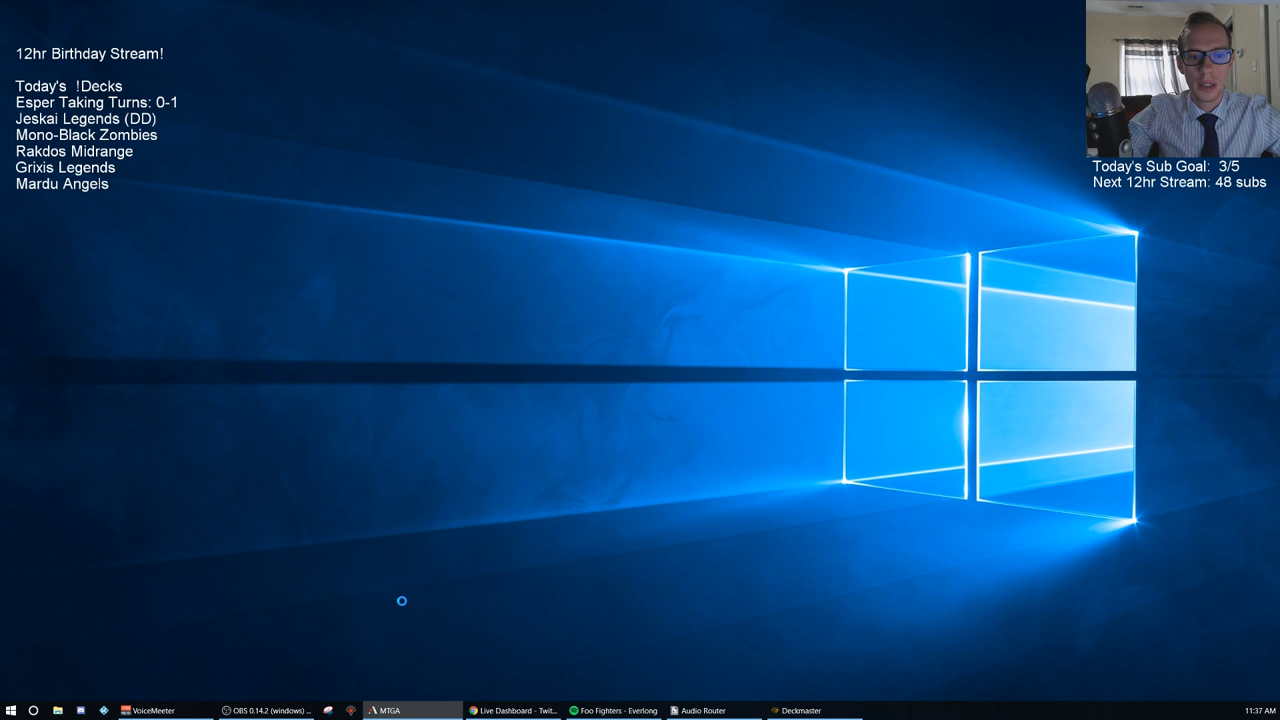 12hr Birthday Stream!
Today's !Decks
Esper Taking Turns: 0-1
Jeskai Legends (DD)
Mono-Black Zombies
Rakdos Midrange
Grixis Legends
Mardu Angels
Today's Sub Goal: 3/5
Next 12hr Stream: 48 subs
VoiceMeeter
OBS 0.14.2 (windows) ...
MTGA
Live Dashboard - Twit...
Foo Fighters - Everlong
Audio Router
Deckmaster
11:37 AM